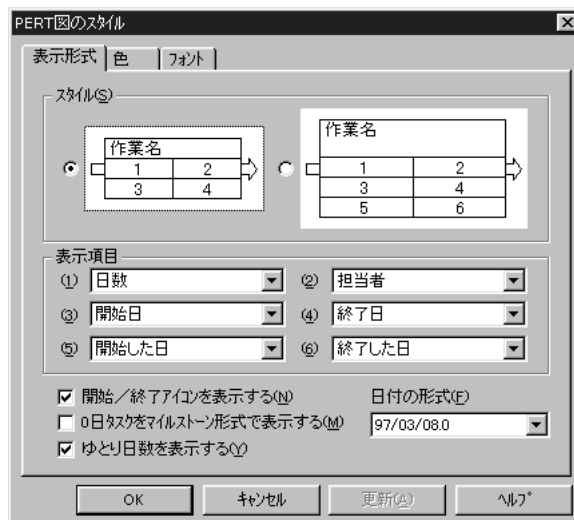 PERT図のスタイル
表示形式 色 フォント
スタイル(S)
作業名
1 2
3 4
作業名
1 2
3 4
5 6
表示項目
(1) 日数 (2) 担当者
(3) 開始日 (4) 終了日
(5) 開始した日 (6) 終了した日
開始／終了アイコンを表示する(N) 日付の形式(F)
0日タスクをマイルストーン形式で表示する(M) 97/03/08.0
ゆとり日数を表示する(Y)
OK キャンセル 更新(A) ヘルプ